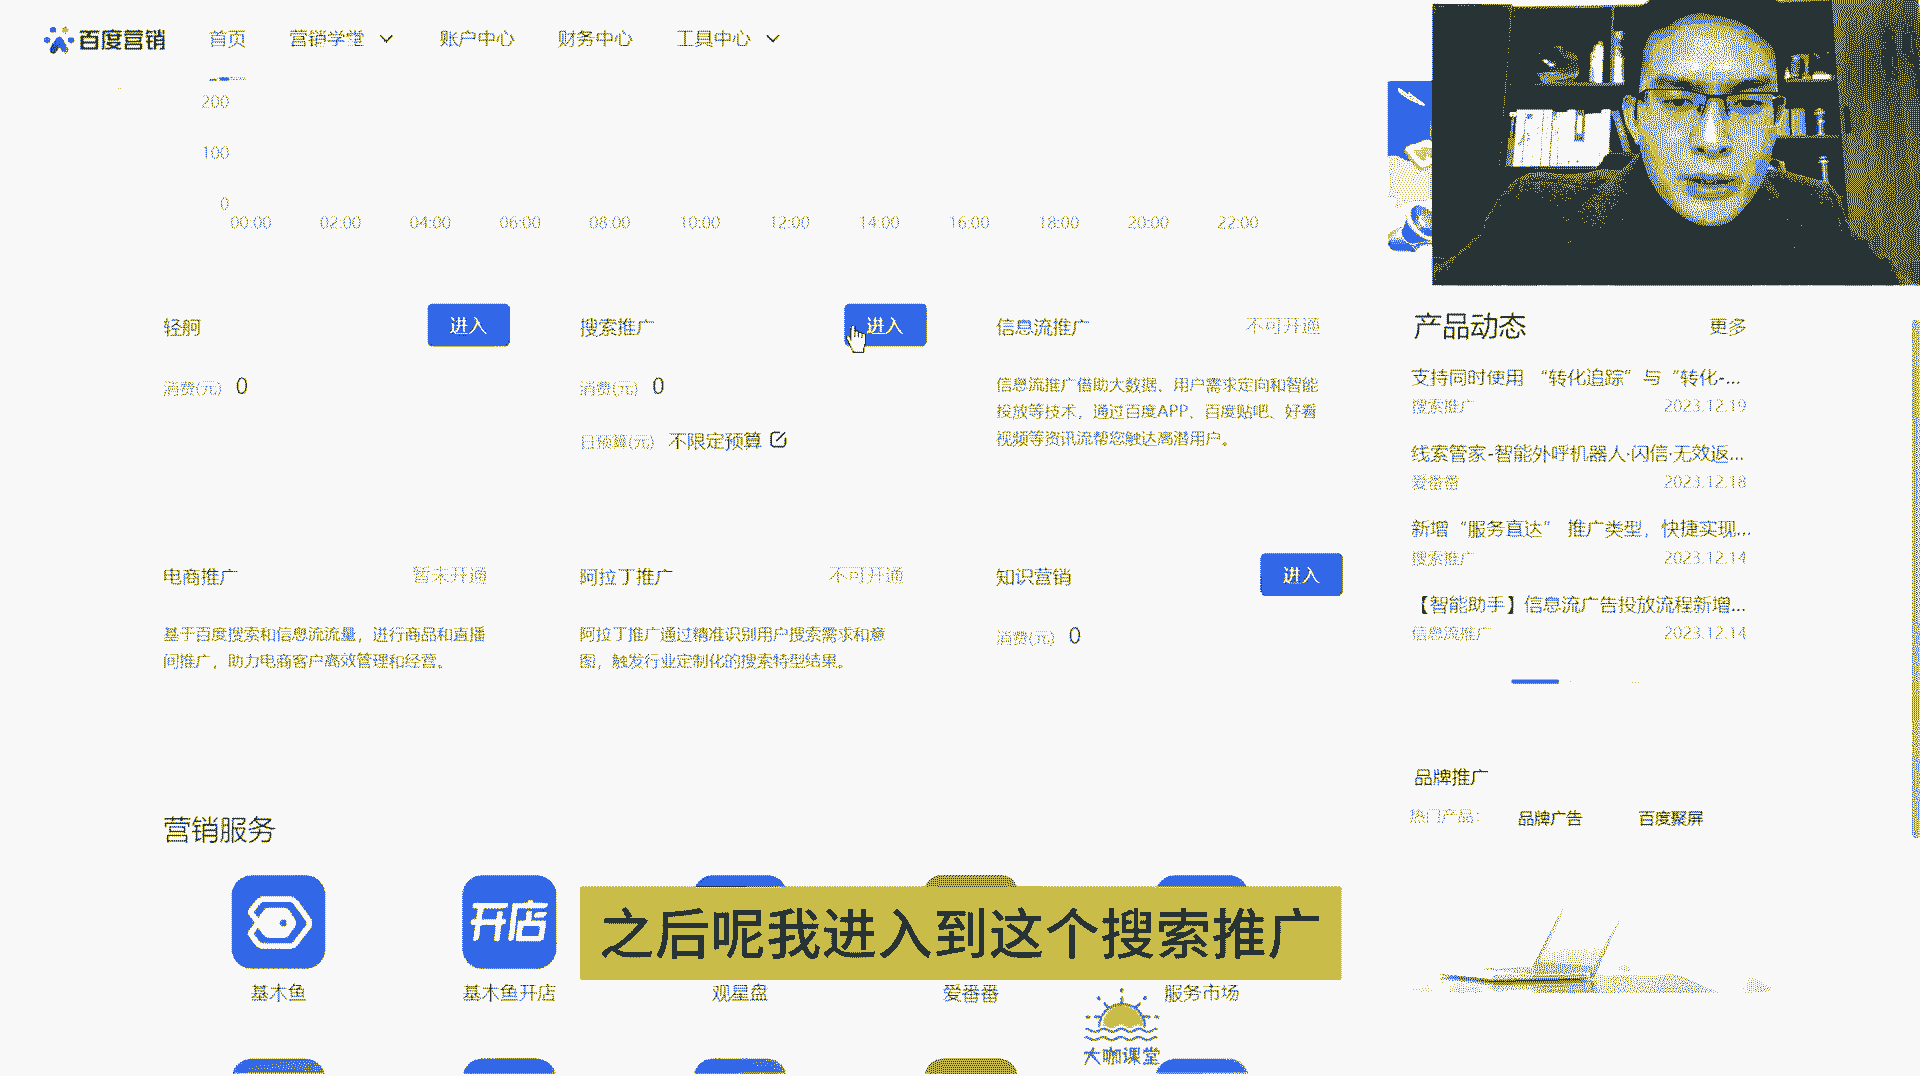 百度营销 首页 营销学堂 账户中心 财务中心 工具中心
200
100
0
00:00 02:00 04:00 06:00 08:00 10:00 12:00 14:00 16:00 18:00 20:00 22:00
轻舸 进入
消费(元) 0
搜索推广 进入
消费(元) 0
日预算(元) 不限定预算
信息流推广 不可开通
信息流推广借助大数据、用户需求定向和智能
投放等技术，通过百度APP、百度贴吧、好看
视频等资讯流帮您触达高潜用户。
产品动态 更多
支持同时使用 “转化追踪” 与 “转化-...
搜索推广 2023.12.19
线索管家-智能外呼机器人·闪信·无效返...
爱番番 2023.12.18
新增 “服务直达” 推广类型，快捷实现...
搜索推广 2023.12.14
【智能助手】信息流广告投放流程新增...
信息流推广 2023.12.14
电商推广 暂未开通
基于百度搜索和信息流流量，进行商品和直播
间推广，助力电商客户高效管理和经营。
阿拉丁推广 不可开通
阿拉丁推广通过精准识别用户搜索需求和意
图，触发行业定制化的搜索特型结果。
知识营销 进入
消费(元) 0
品牌推广
热门产品： 品牌广告 百度聚屏
营销服务
开店
基木鱼 基木鱼开店 观星盘 爱番番 服务市场
之后呢我进入到这个搜索推广
大咖课堂